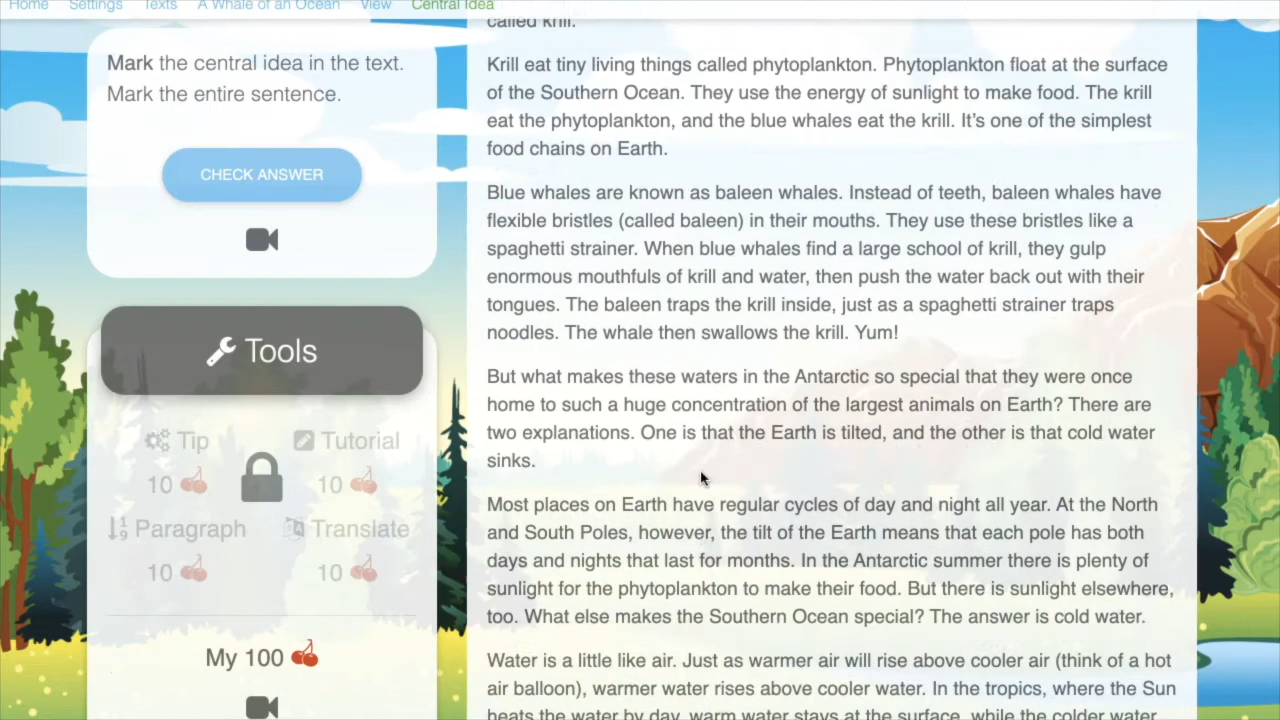 Home Settings Texts A Whale of an Ocean View Central Idea
Mark the central idea in the text.
Mark the entire sentence.
CHECK ANSWER
Tools
Tip Tutorial
10 10
Paragraph Translate
10 10
My 100
called krill.
Krill eat tiny living things called phytoplankton. Phytoplankton float at the surface
of the Southern Ocean. They use the energy of sunlight to make food. The krill
eat the phytoplankton, and the blue whales eat the krill. It’s one of the simplest
food chains on Earth.
Blue whales are known as baleen whales. Instead of teeth, baleen whales have
flexible bristles (called baleen) in their mouths. They use these bristles like a
spaghetti strainer. When blue whales find a large school of krill, they gulp
enormous mouthfuls of krill and water, then push the water back out with their
tongues. The baleen traps the krill inside, just as a spaghetti strainer traps
noodles. The whale then swallows the krill. Yum!
But what makes these waters in the Antarctic so special that they were once
home to such a huge concentration of the largest animals on Earth? There are
two explanations. One is that the Earth is tilted, and the other is that cold water
sinks.
Most places on Earth have regular cycles of day and night all year. At the North
and South Poles, however, the tilt of the Earth means that each pole has both
days and nights that last for months. In the Antarctic summer there is plenty of
sunlight for the phytoplankton to make their food. But there is sunlight elsewhere,
too. What else makes the Southern Ocean special? The answer is cold water.
Water is a little like air. Just as warmer air will rise above cooler air (think of a hot
air balloon), warmer water rises above cooler water. In the tropics, where the Sun
heats the water by day, warm water stays at the surface, while the colder water